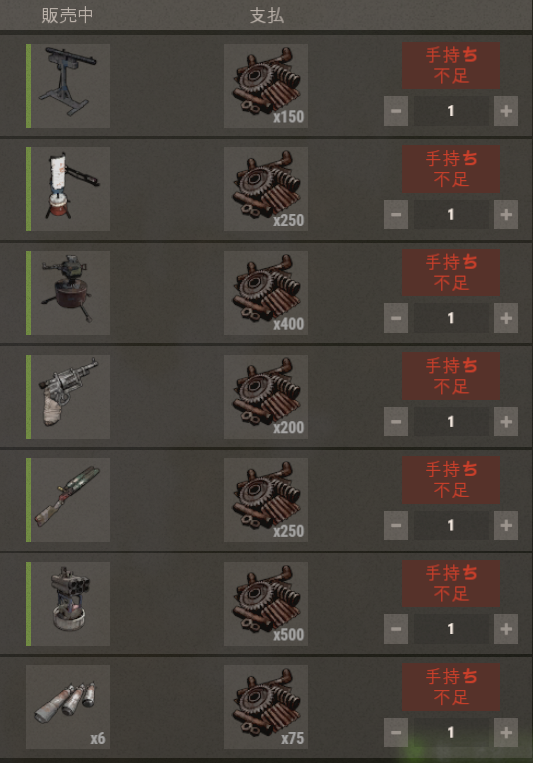 販売中 支払
手持ち
不足
x150
− 1 +
手持ち
不足
x250
− 1 +
手持ち
不足
x400
− 1 +
手持ち
不足
x200
− 1 +
手持ち
不足
x250
− 1 +
手持ち
不足
x500
− 1 +
手持ち
不足
x6 x75
− 1 +